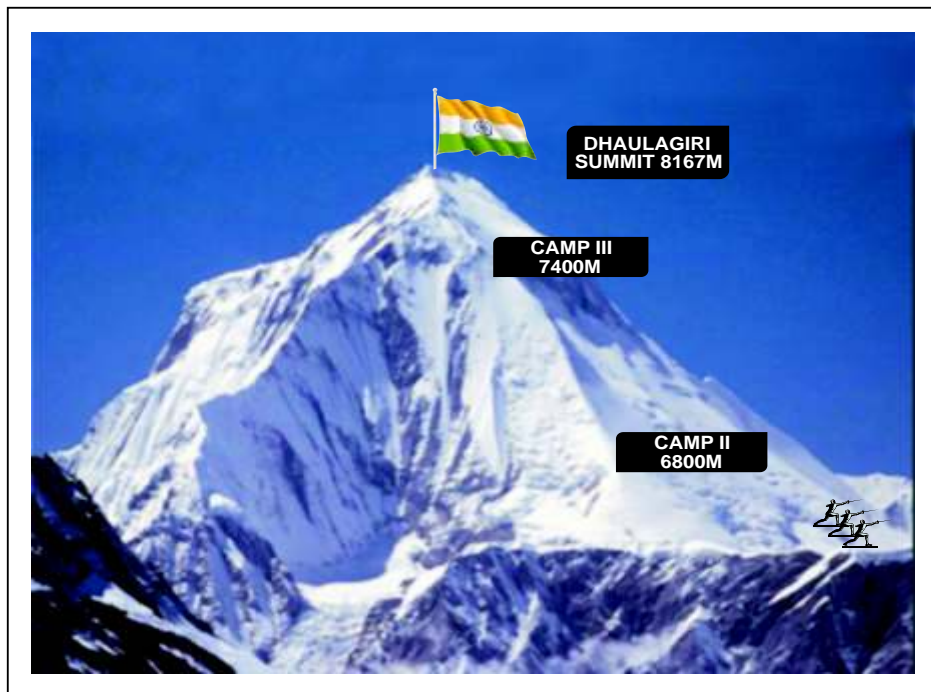 DHAULAGIRI
SUMMIT 8167M
CAMP III
7400M
CAMP II
6800M